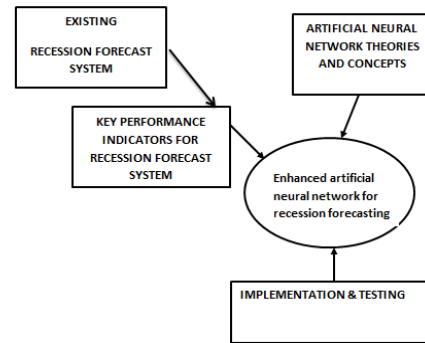 EXISTING
RECESSION FORECAST
SYSTEM
ARTIFICIAL NEURAL
NETWORK THEORIES
AND CONCEPTS
KEY PERFORMANCE
INDICATORS FOR
RECESSION FORECAST
SYSTEM
Enhanced artificial
neural network for
recession forecasting
IMPLEMENTATION & TESTING